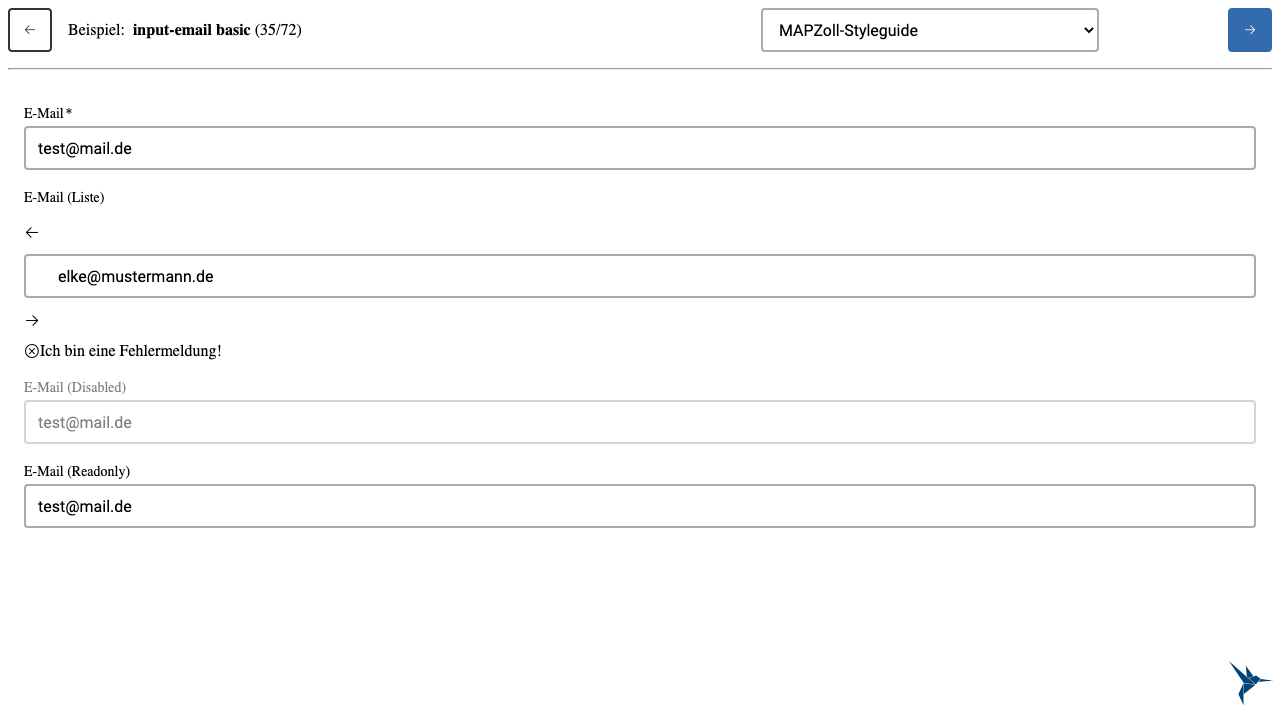 ← Beispiel: input-email basic (35/72) MAPZoll-Styleguide →
E-Mail*
test@mail.de
E-Mail (Liste)
←
elke@mustermann.de
→
Ich bin eine Fehlermeldung!
E-Mail (Disabled)
test@mail.de
E-Mail (Readonly)
test@mail.de